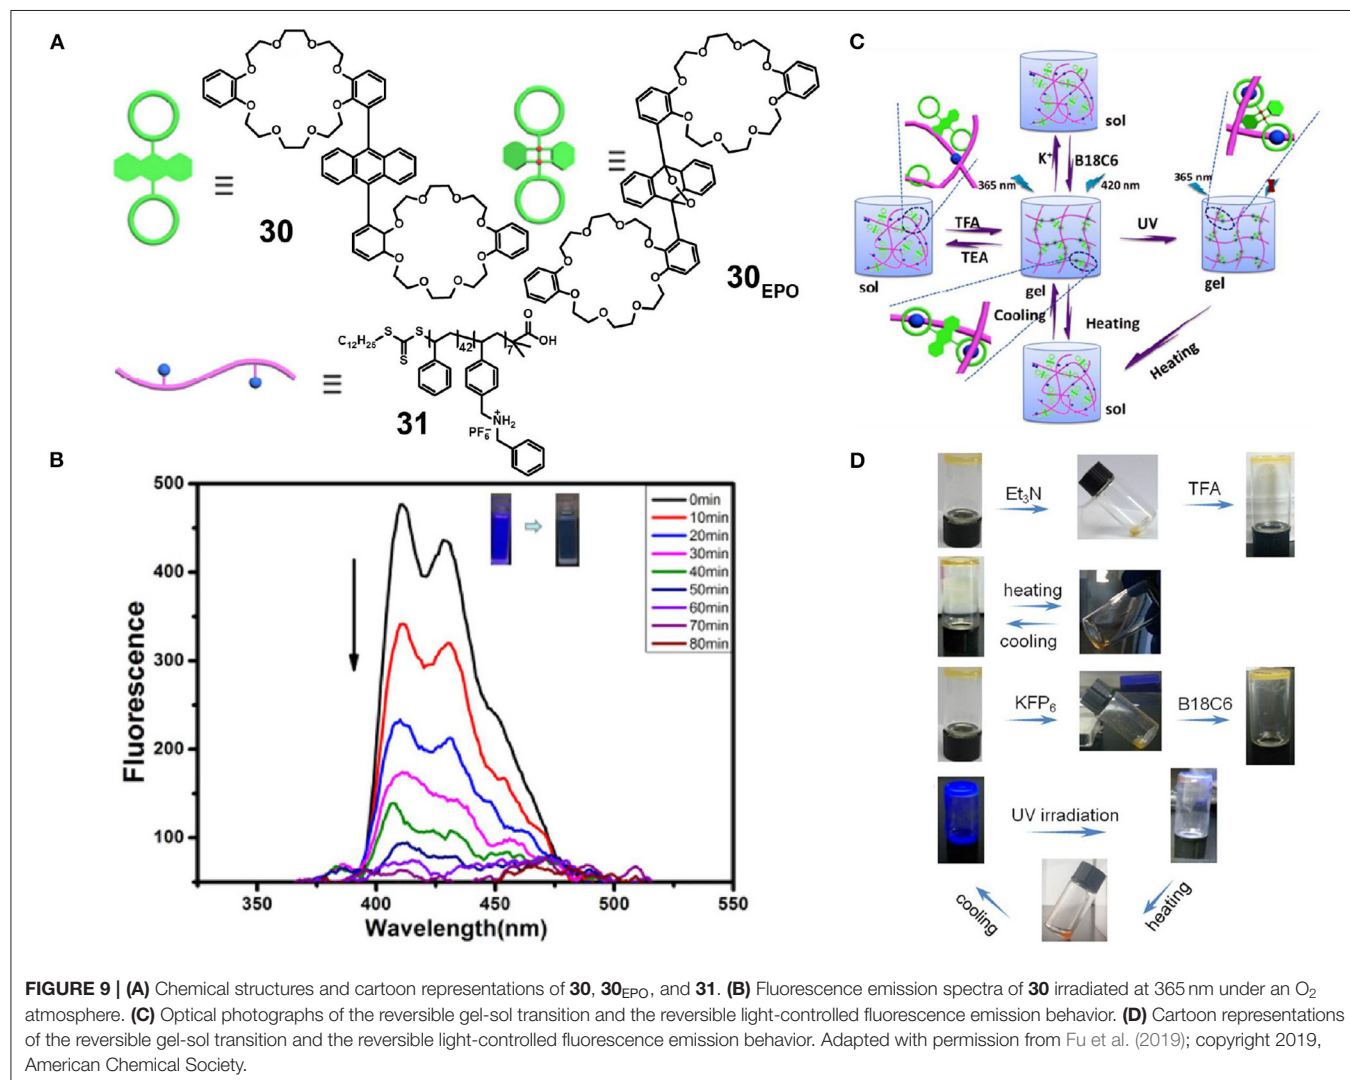 A
30
30EPO
C12H25
S
S
S
42
7
O
OH
31
NH2
+
PF6−
B
500
400
300
200
100
Fluorescence
350
400
450
500
550
Wavelength(nm)
0min
10min
20min
30min
40min
50min
60min
70min
80min
C
sol
K+
B18C6
365 nm
420 nm
365 nm
TFA
TEA
UV
sol
gel
gel
Cooling
Heating
Heating
sol
D
Et3N
TFA
heating
cooling
KFP6
B18C6
UV irradiation
cooling
heating
FIGURE 9 | (A) Chemical structures and cartoon representations of 30, 30EPO, and 31. (B) Fluorescence emission spectra of 30 irradiated at 365 nm under an O2
atmosphere. (C) Optical photographs of the reversible gel-sol transition and the reversible light-controlled fluorescence emission behavior. (D) Cartoon representations
of the reversible gel-sol transition and the reversible light-controlled fluorescence emission behavior. Adapted with permission from Fu et al. (2019); copyright 2019,
American Chemical Society.